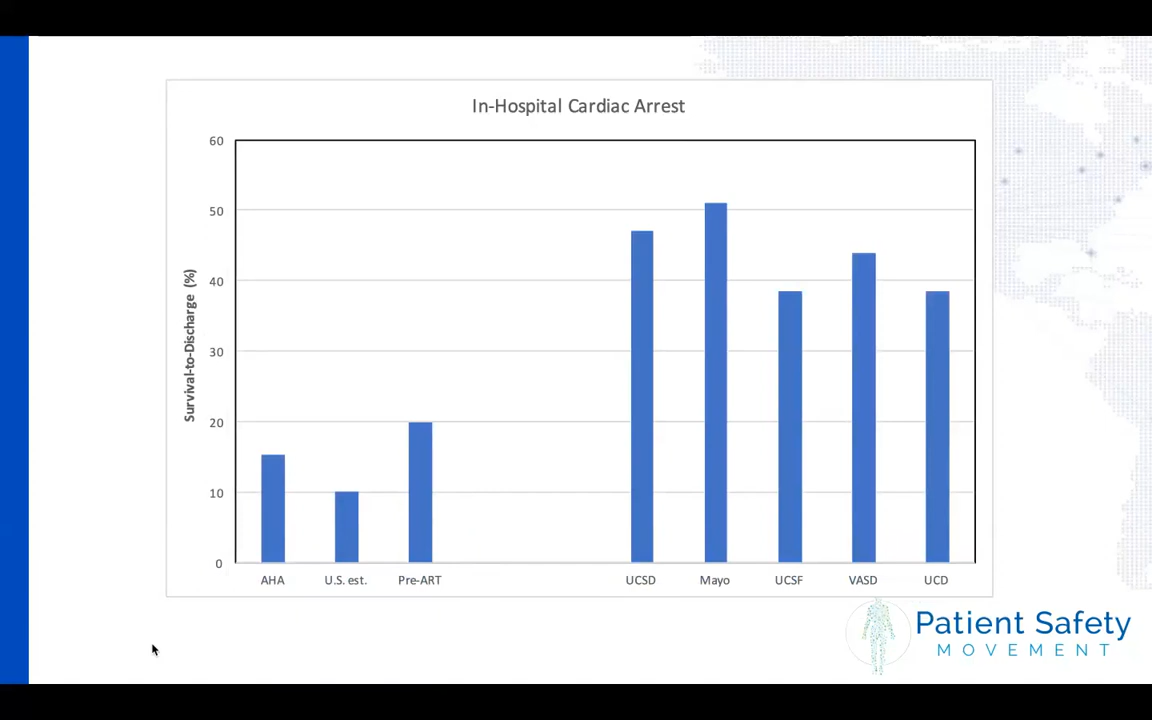 In-Hospital Cardiac Arrest
Survival-to-Discharge (%)
60
50
40
30
20
10
0
AHA U.S. est. Pre-ART UCSD Mayo UCSF VASD UCD
Patient Safety
MOVEMENT